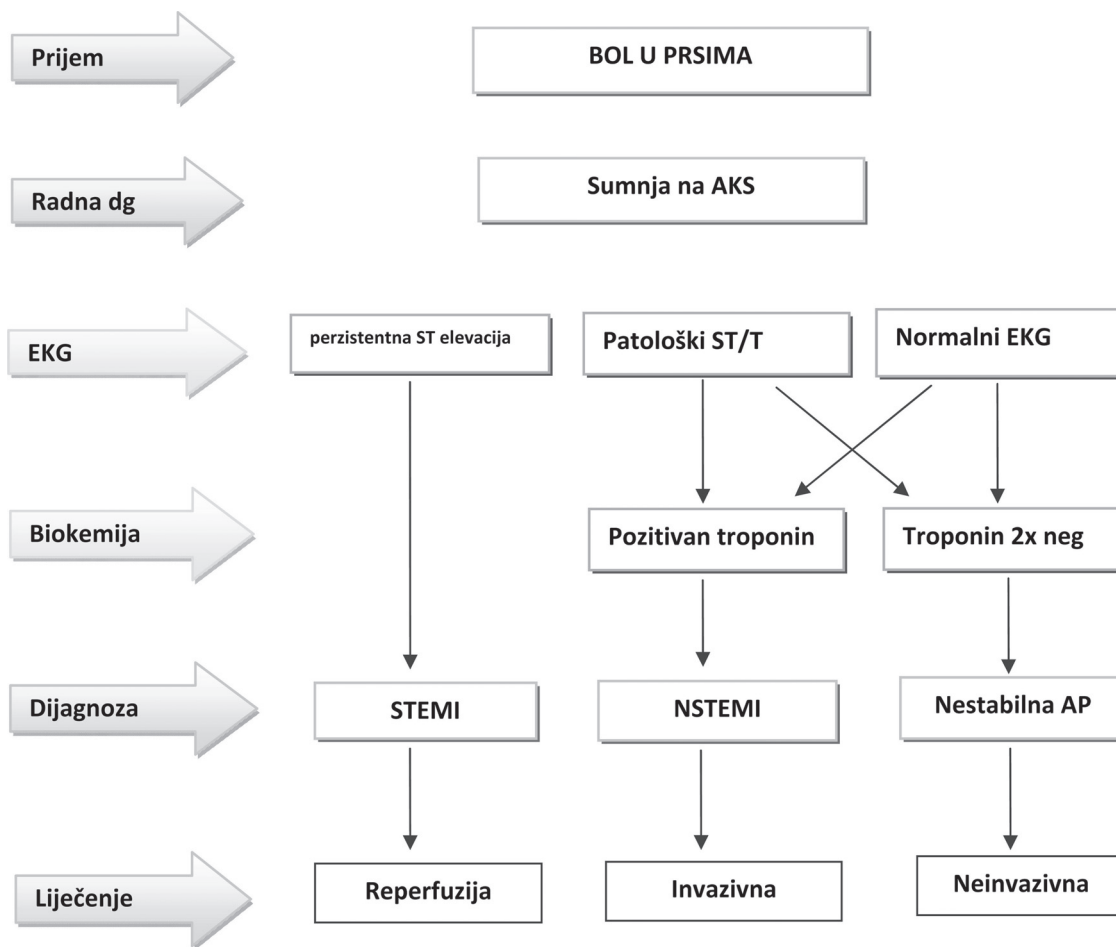 Prijem
BOL U PRSIMA
Radna dg
Sumnja na AKS
EKG
perzistentna ST elevacija
Patološki ST/T
Normalni EKG
Biokemija
Pozitivan troponin
Troponin 2x neg
Dijagnoza
STEMI
NSTEMI
Nestabilna AP
Liječenje
Reperfuzija
Invazivna
Neinvazivna